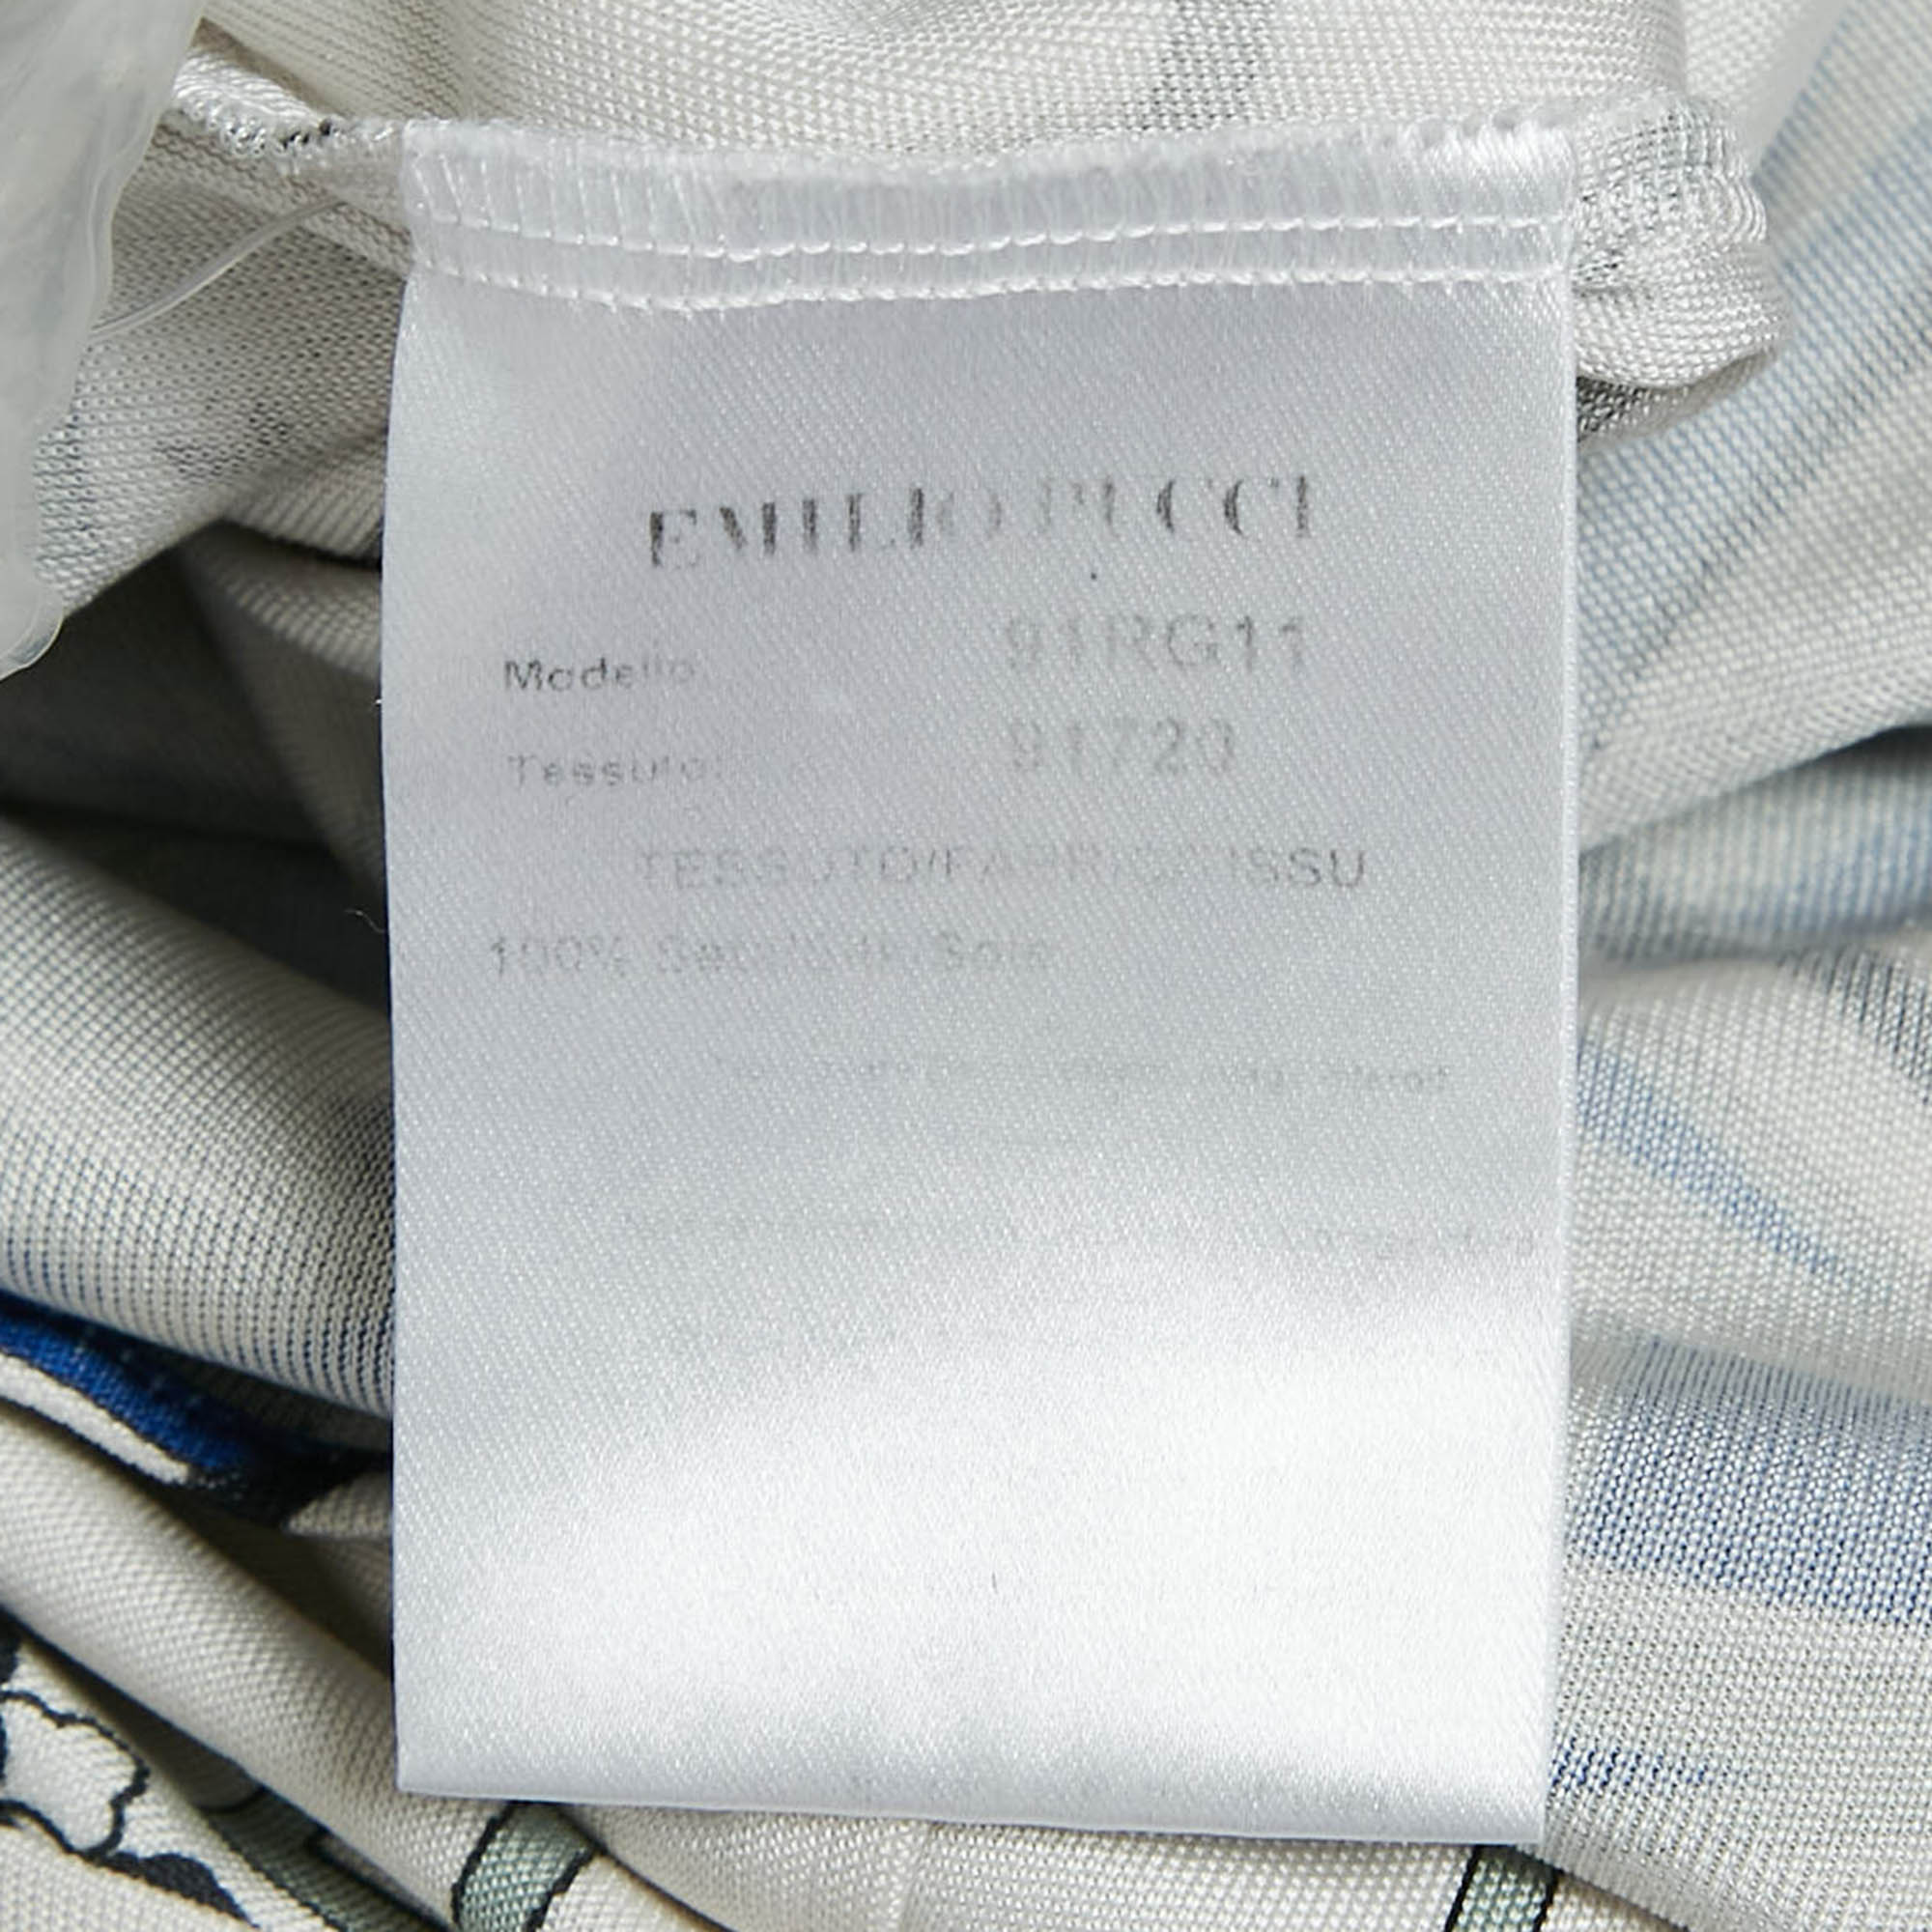 EMILIO PUCCI
Modello: 91RG11
Tessuto: 91720
TESSUTO/FABRIC/TISSU
100% Seta/Silk/Soie